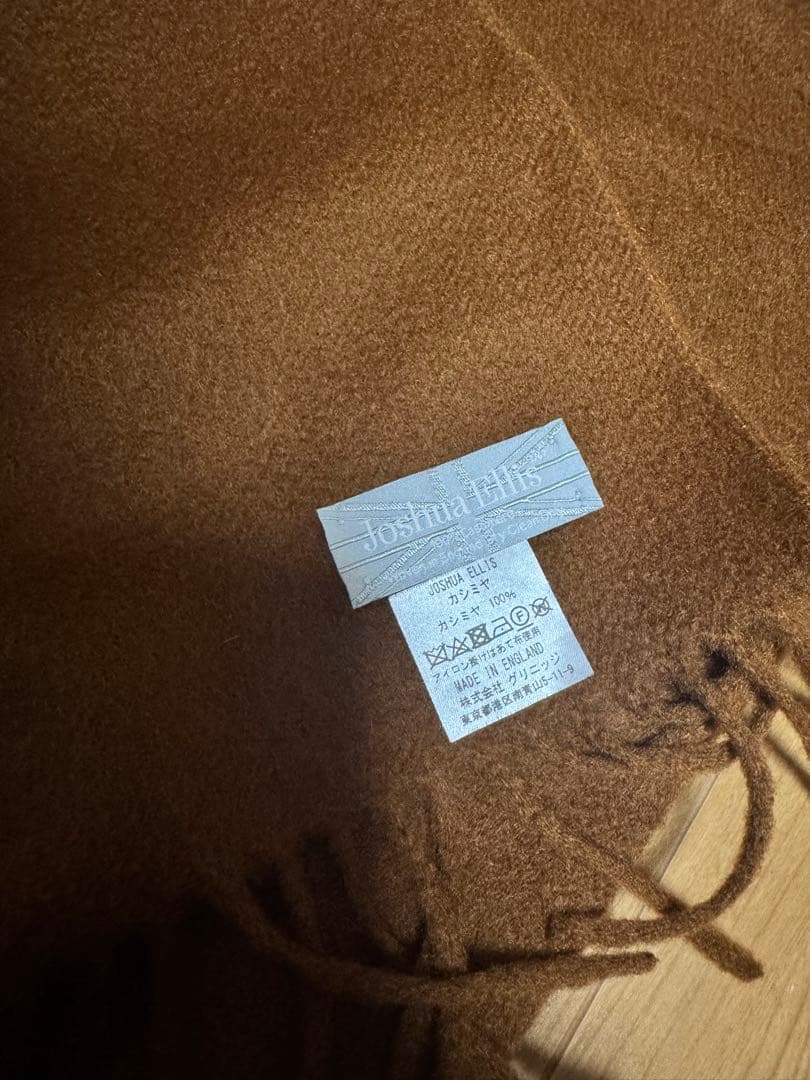 Joshua Ellis
JOSHUA ELLIS
カシミヤ
カシミヤ 100%
アイロン掛けはあて布使用
MADE IN ENGLAND
株式会社 グリニッジ
東京都港区南青山5-11-9